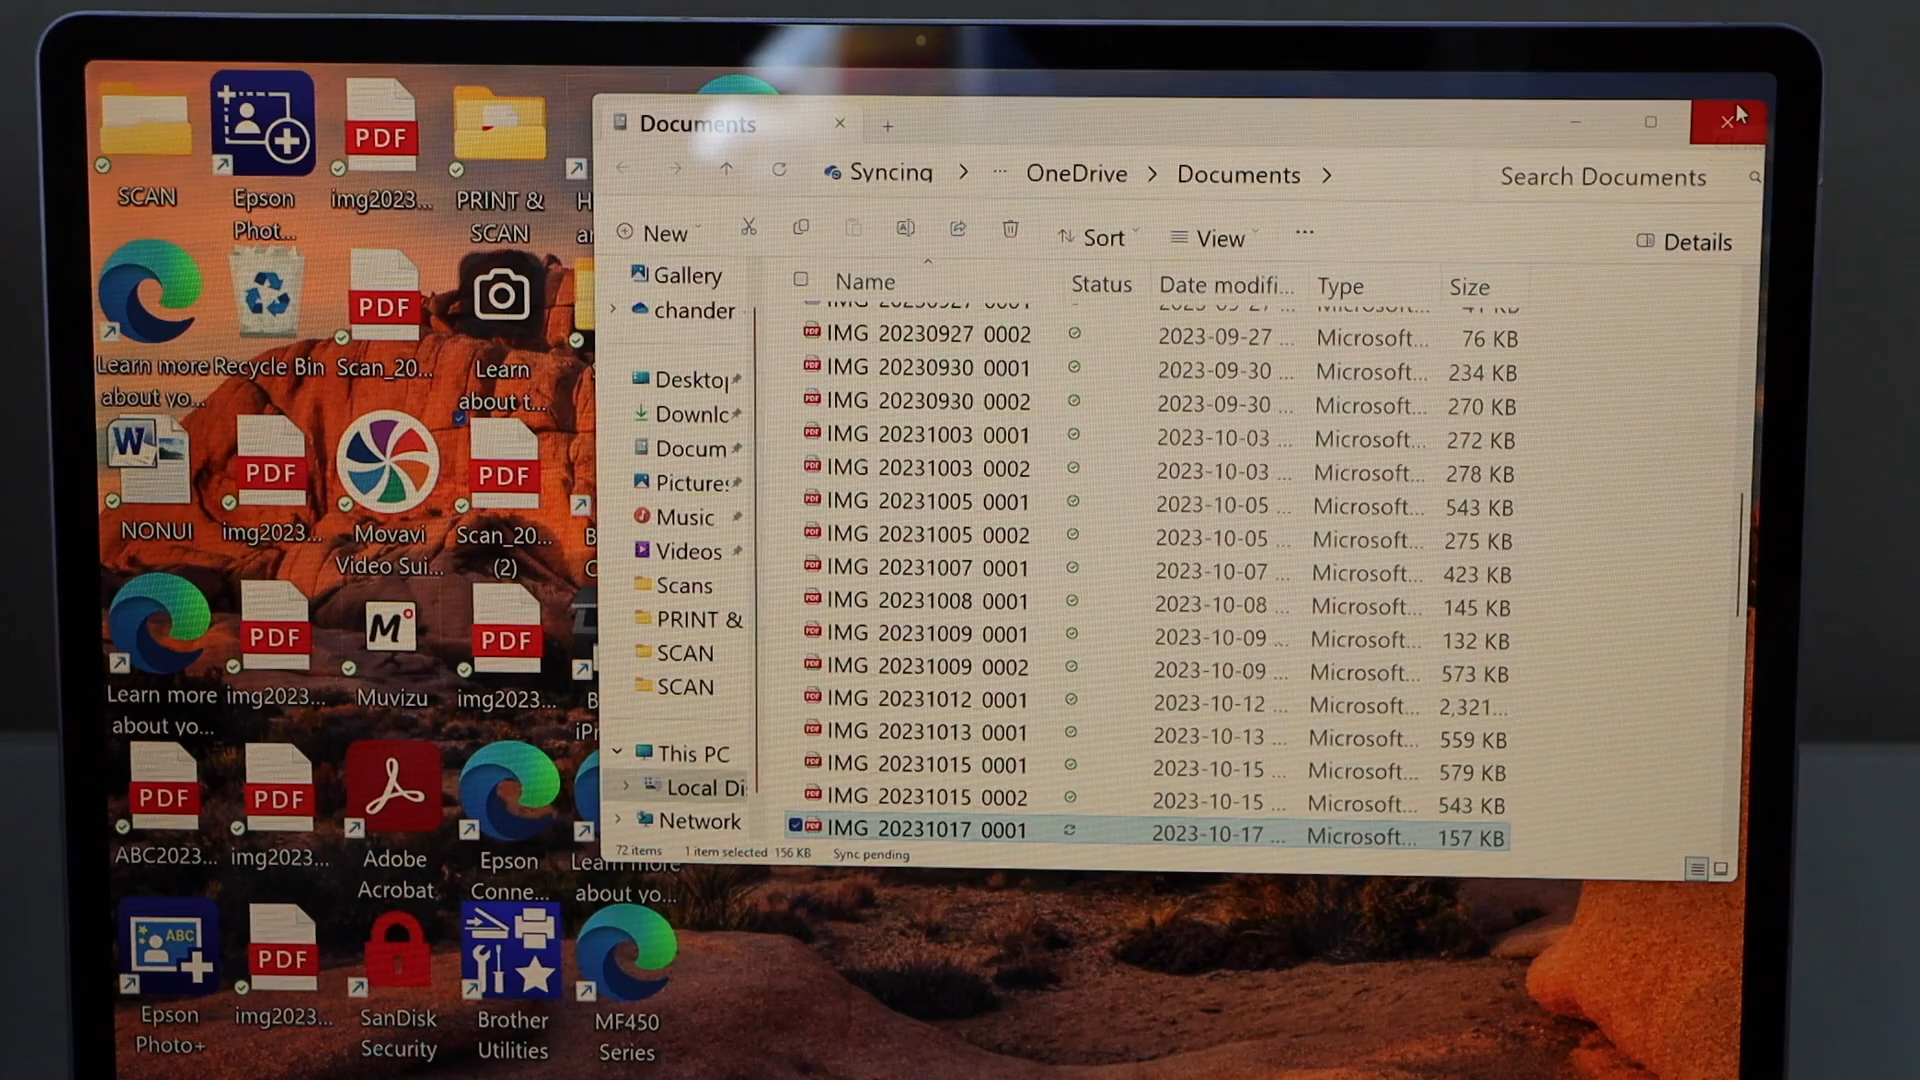 SCAN
Epson
Phot...
PDF
img2023...
PRINT &
SCAN
Learn more
about yo...
Recycle Bin
PDF
Scan_20...
Learn
about t...
W
NONUI
PDF
img2023...
Movavi
Video Sui...
PDF
Scan_20...
(2)
Learn more
about yo...
PDF
img2023...
M
Muvizu
PDF
img2023...
PDF
ABC2023...
PDF
img2023...
Adobe
Acrobat
Epson
Conne...
Learn more
about yo...
ABC
Epson
Photo+
PDF
img2023...
SanDisk
Security
Brother
Utilities
MF450
Series
Documents
Syncing > ... OneDrive > Documents >
Search Documents
New
Sort
View
...
Details
Gallery
chander
Deskto
Downlc
Docum
Pictures
Music
Videos
Scans
PRINT &
SCAN
SCAN
This PC
Local Di
Network
Name Status Date modifi... Type Size
IMG 20230927 0001
IMG 20230927 0002 2023-09-27 ... Microsoft... 76 KB
IMG 20230930 0001 2023-09-30 ... Microsoft... 234 KB
IMG 20230930 0002 2023-09-30 ... Microsoft... 270 KB
IMG 20231003 0001 2023-10-03 ... Microsoft... 272 KB
IMG 20231003 0002 2023-10-03 ... Microsoft... 278 KB
IMG 20231005 0001 2023-10-05 ... Microsoft... 543 KB
IMG 20231005 0002 2023-10-05 ... Microsoft... 275 KB
IMG 20231007 0001 2023-10-07 ... Microsoft... 423 KB
IMG 20231008 0001 2023-10-08 ... Microsoft... 145 KB
IMG 20231009 0001 2023-10-09 ... Microsoft... 132 KB
IMG 20231009 0002 2023-10-09 ... Microsoft... 573 KB
IMG 20231012 0001 2023-10-12 ... Microsoft... 2,321...
IMG 20231013 0001 2023-10-13 ... Microsoft... 559 KB
IMG 20231015 0001 2023-10-15 ... Microsoft... 579 KB
IMG 20231015 0002 2023-10-15 ... Microsoft... 543 KB
IMG 20231017 0001 2023-10-17 ... Microsoft... 157 KB
72 items 1 item selected 156 KB Sync pending